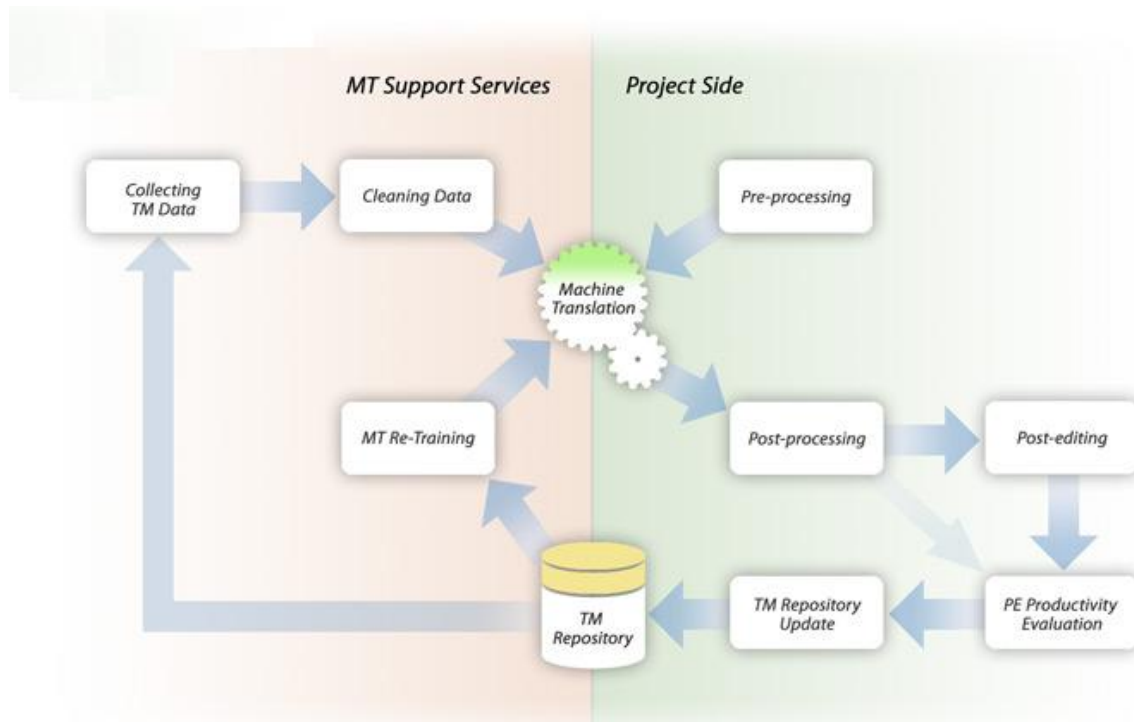 MT Support Services
Project Side
Collecting
TM Data
Cleaning Data
Pre-processing
Machine
Translation
MT Re-Training
Post-processing
Post-editing
TM
Repository
TM Repository
Update
PE Productivity
Evaluation